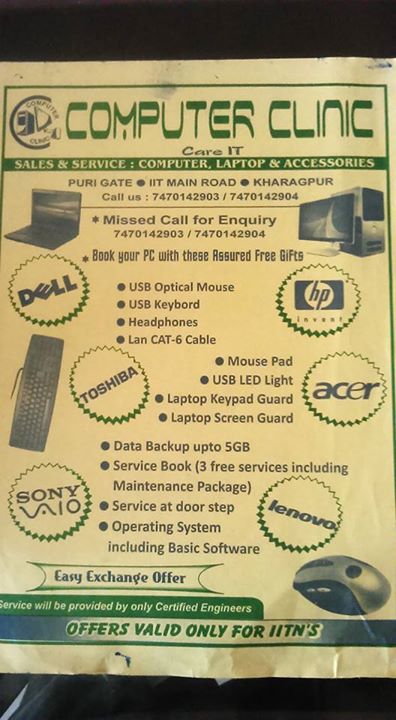 COMPUTER
CLINIC
COMPUTER CLINIC
Care IT
SALES & SERVICE : COMPUTER, LAPTOP & ACCESSORIES
PURI GATE ● IIT MAIN ROAD ● KHARAGPUR
Call us : 7470142903 / 7470142904
* Missed Call for Enquiry
7470142903 / 7470142904
* Book your PC with these Assured Free Gifts
DELL
hp
invent
● USB Optical Mouse
● USB Keybord
● Headphones
● Lan CAT-6 Cable
TOSHIBA
acer
● Mouse Pad
● USB LED Light
● Laptop Keypad Guard
● Laptop Screen Guard
● Data Backup upto 5GB
● Service Book (3 free services including
Maintenance Package)
● Service at door step
● Operating System
including Basic Software
SONY
VAIO
lenovo
Easy Exchange Offer
Service will be provided by only Certified Engineers
OFFERS VALID ONLY FOR IITN'S